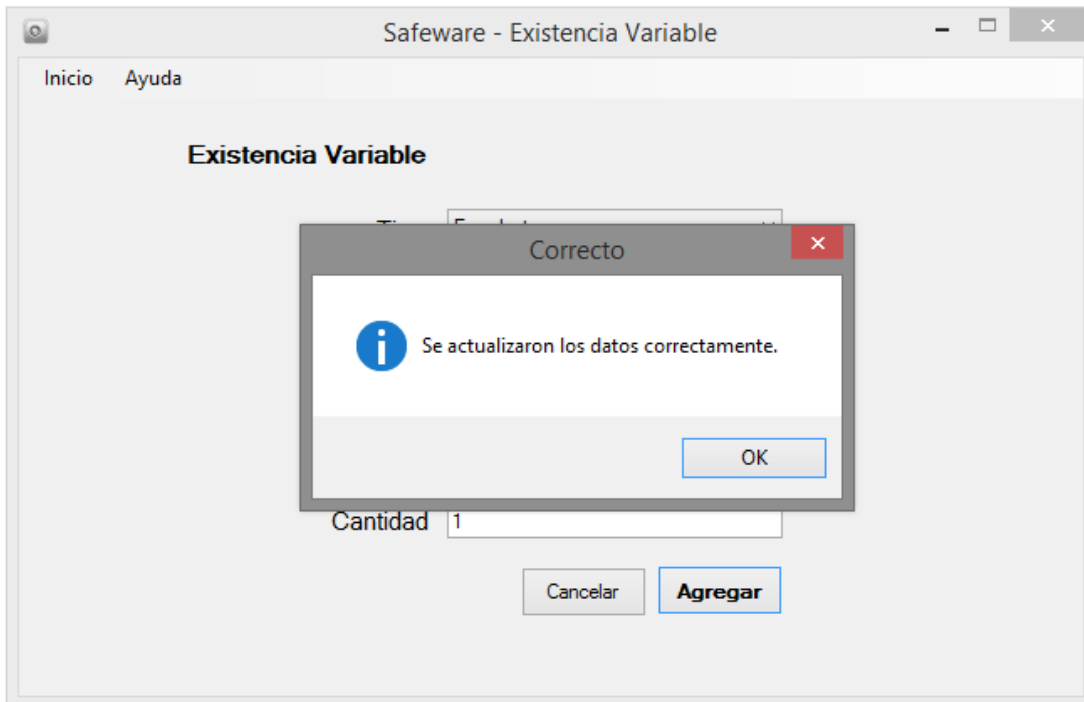 Safeware - Existencia Variable
Inicio Ayuda
Existencia Variable
Correcto
Se actualizaron los datos correctamente.
OK
Cantidad 1
Cancelar Agregar